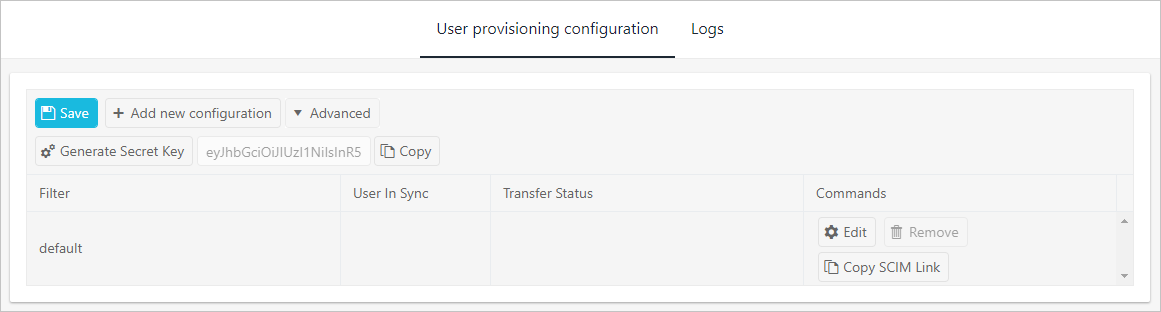 User provisioning configuration Logs
Save Add new configuration Advanced
Generate Secret Key eyJhbGciOiJIUzI1NiIsInR5 Copy
Filter User In Sync Transfer Status Commands
default
Edit Remove
Copy SCIM Link